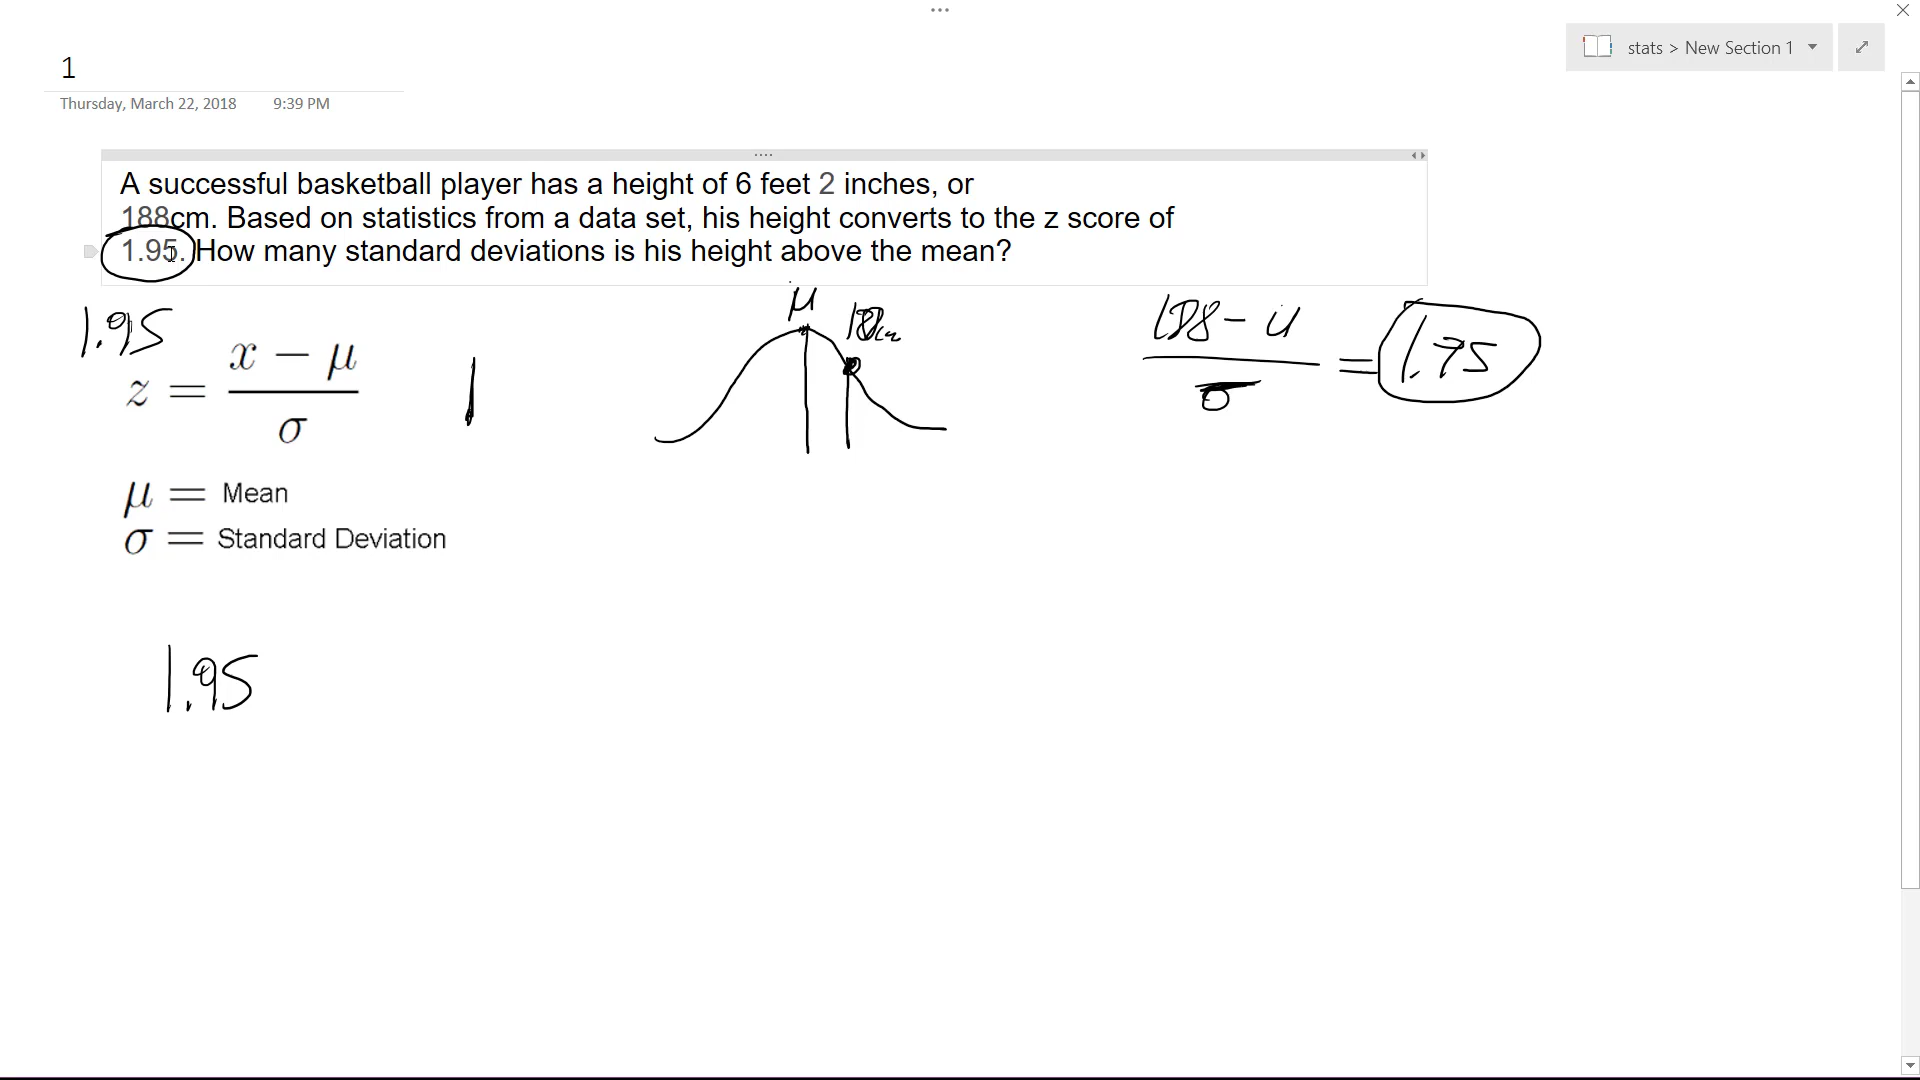 stats > New Section 1
1
Thursday, March 22, 2018 9:39 PM
A successful basketball player has a height of 6 feet 2 inches, or
188cm. Based on statistics from a data set, his height converts to the z score of
1.95. How many standard deviations is his height above the mean?
1.95
z = x − μ / σ
μ
188cm
188 − μ / σ = 1.75
μ = Mean
σ = Standard Deviation
1.95